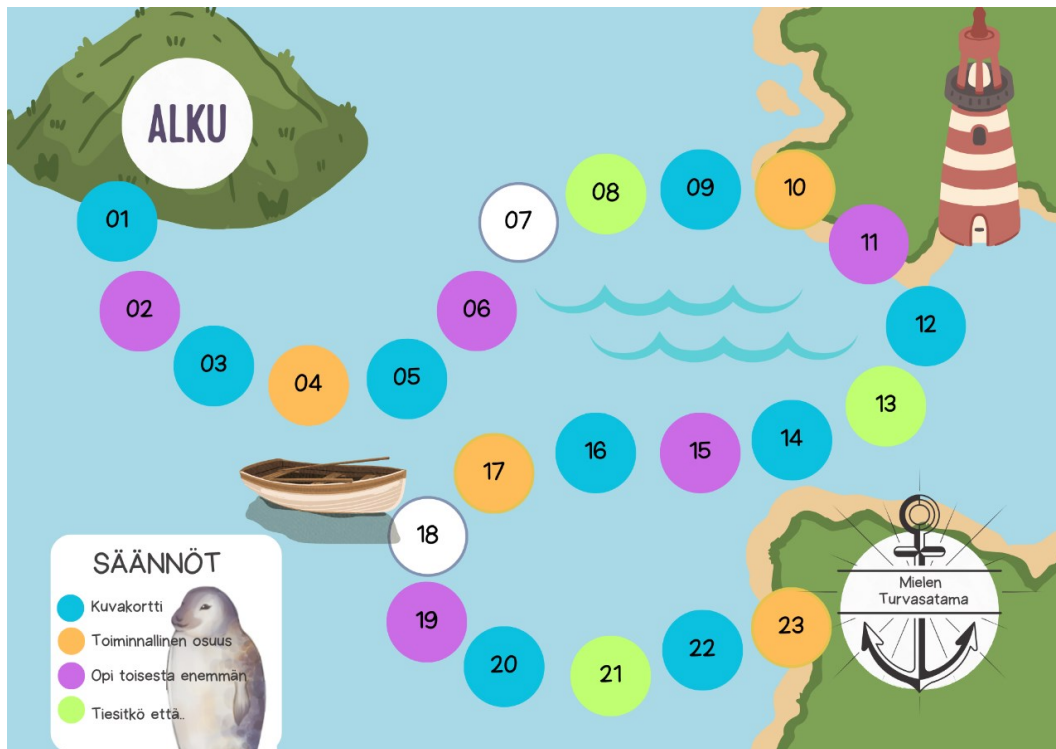 ALKU
01
02
03
04
05
06
07
08
09
10
11
12
13
14
15
16
17
18
19
20
21
22
23
Mielen
Turvasatama
SÄÄNNÖT
Kuvakortti
Toiminnallinen osuus
Opi toisesta enemmän
Tiesitkö että..